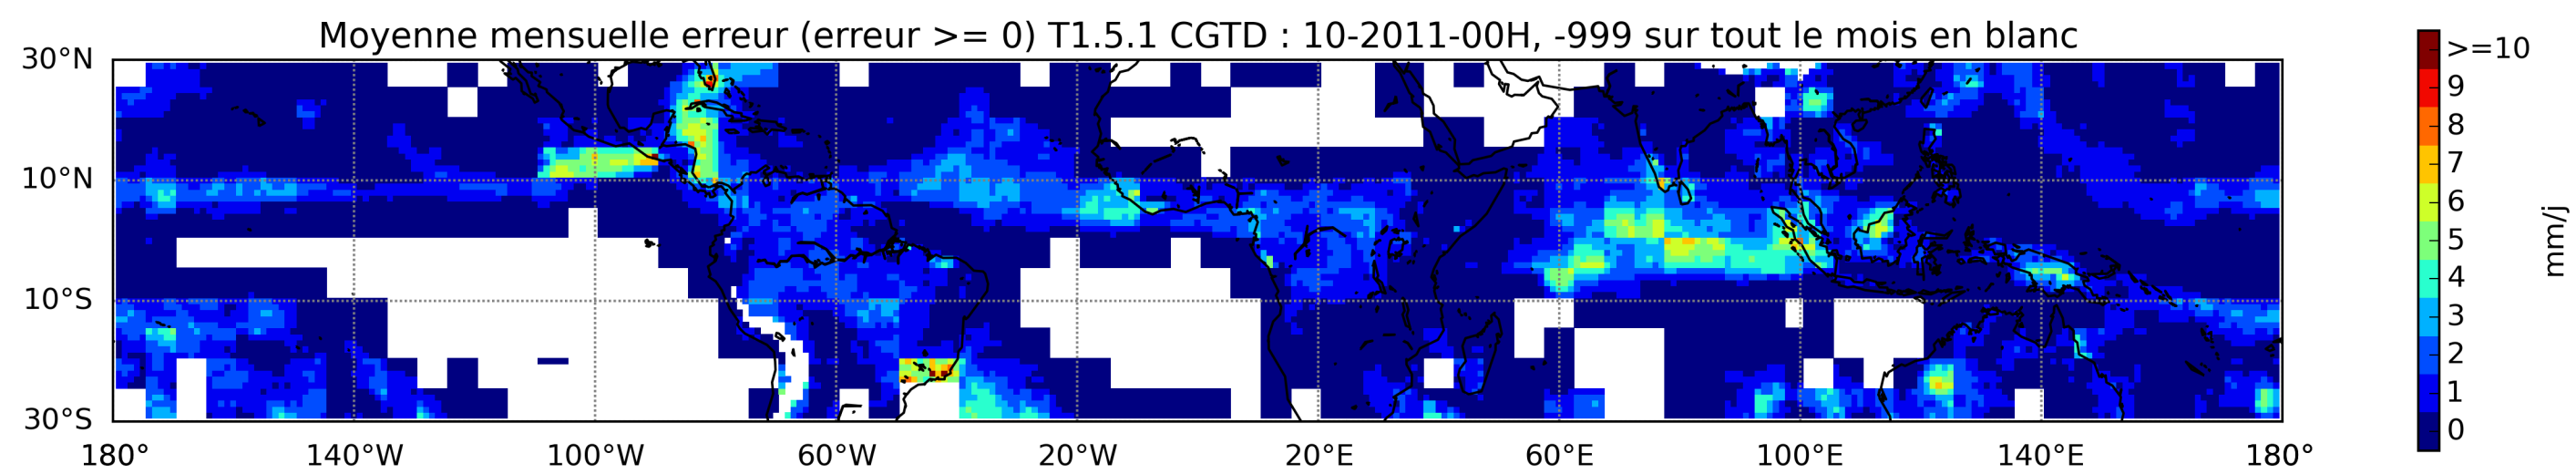 Moyenne mensuelle erreur (erreur >= 0) T1.5.1 CGTD : 10-2011-00H, -999 sur tout le mois en blanc
30°N
10°N
10°S
30°S
180°
140°W
100°W
60°W
20°W
20°E
60°E
100°E
140°E
180°
>=10
9
8
7
6
5
4
3
2
1
0
mm/j